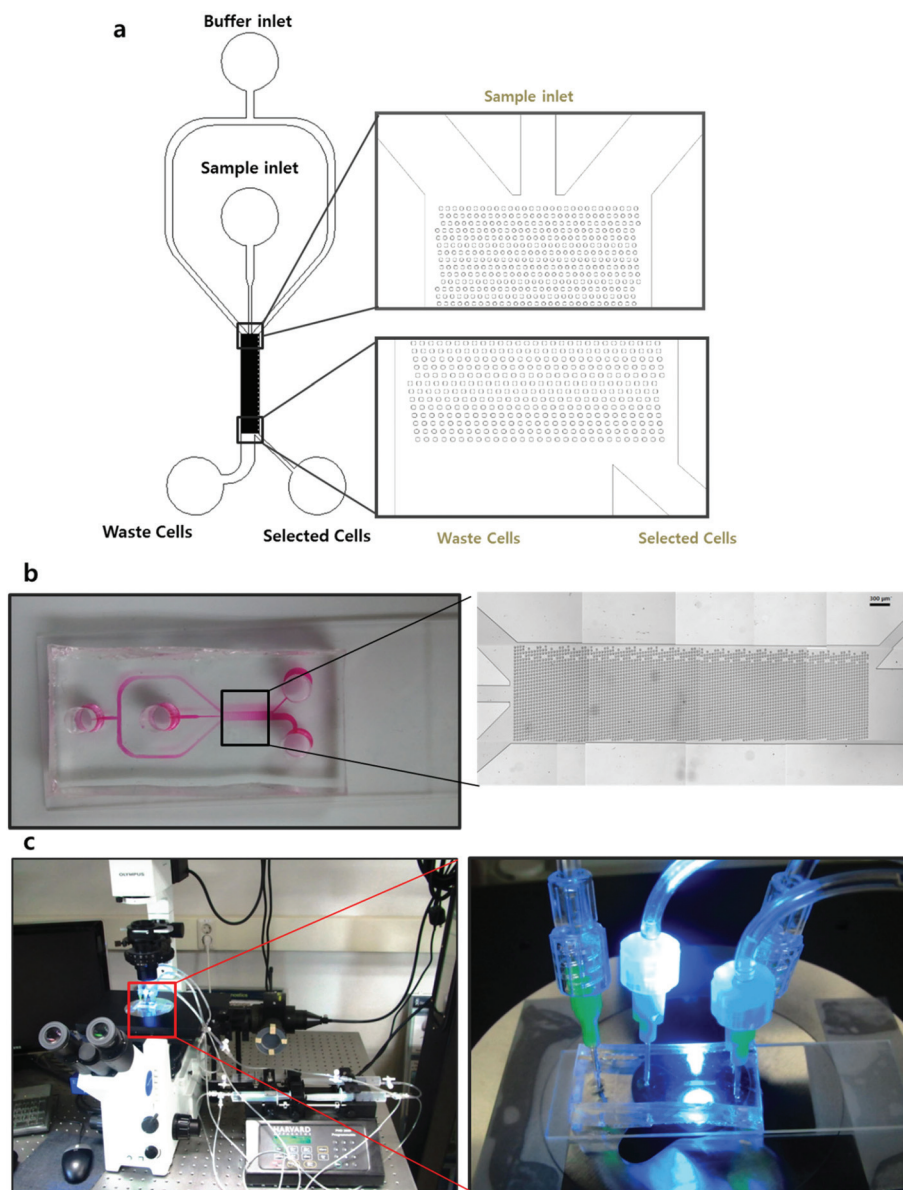 a
Buffer inlet
Sample inlet
Sample inlet
Waste Cells
Selected Cells
Waste Cells
Selected Cells
b
300 µm
c
OLYMPUS
HARVARD